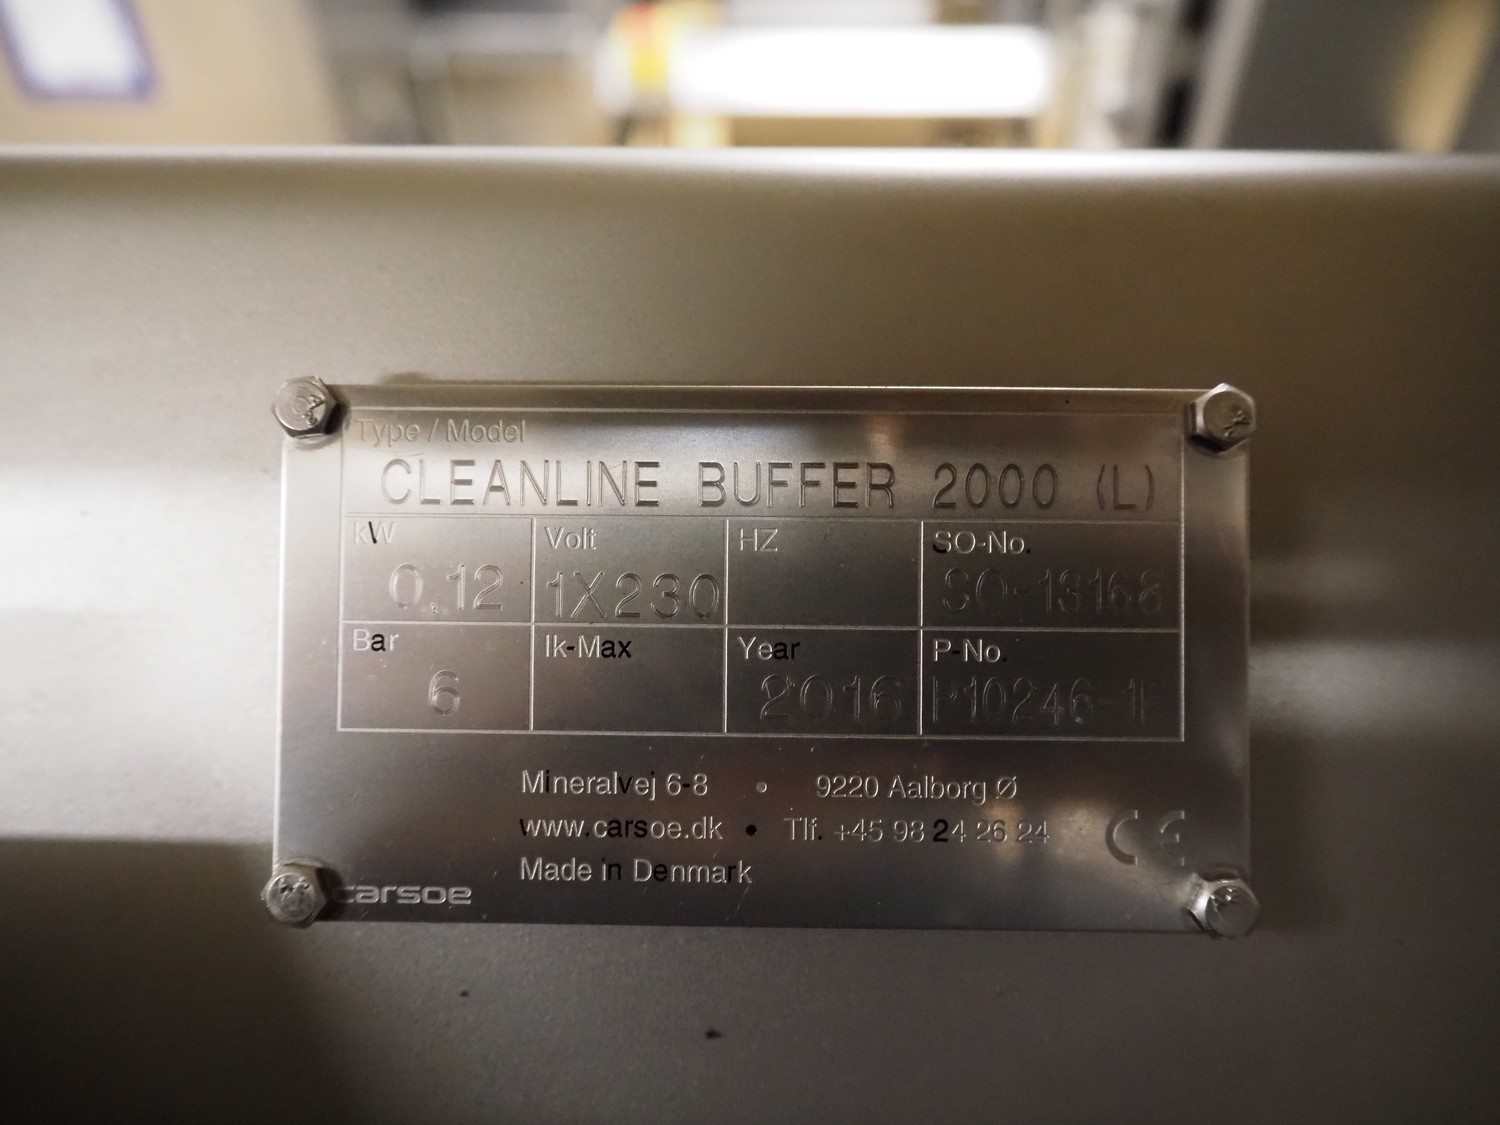 Type / Model
CLEANLINE BUFFER 2000 (L)
kW Volt HZ SO-No.
0,12 1X230 SO-13168
Bar Ik-Max Year P-No.
6 2016 P10246-1
Mineralvej 6-8 • 9220 Aalborg Ø
www.carsoe.dk • Tlf. +45 98 24 26 24
Made in Denmark
carsoe
CE